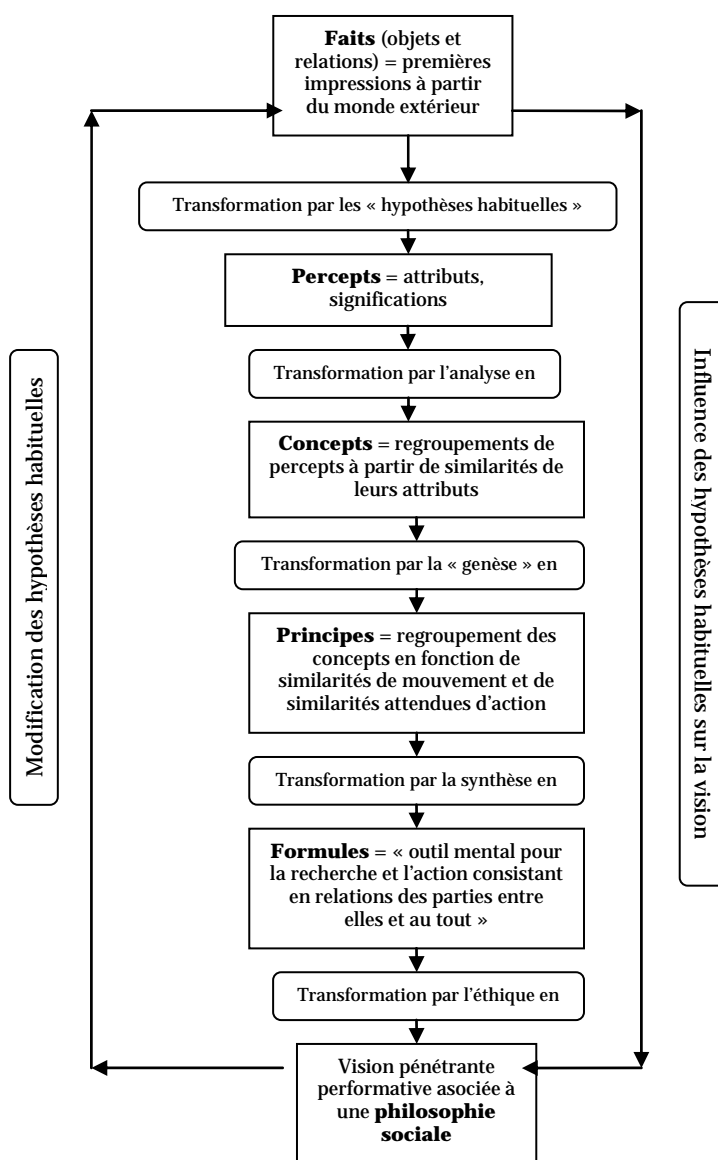 Faits (objets et
relations) = premières
impressions à partir
du monde extérieur
Transformation par les « hypothèses habituelles »
Percepts = attributs,
significations
Transformation par l'analyse en
Concepts = regroupements de
percepts à partir de similarités de
leurs attributs
Transformation par la « genèse » en
Principes = regroupement des
concepts en fonction de
similarités de mouvement et de
similarités attendues d'action
Transformation par la synthèse en
Formules = « outil mental pour
la recherche et l'action consistant
en relations des parties entre
elles et au tout »
Transformation par l'éthique en
Vision pénétrante
performative asociée à
une philosophie
sociale
Modification des hypothèses habituelles
Influence des hypothèses habituelles sur la vision